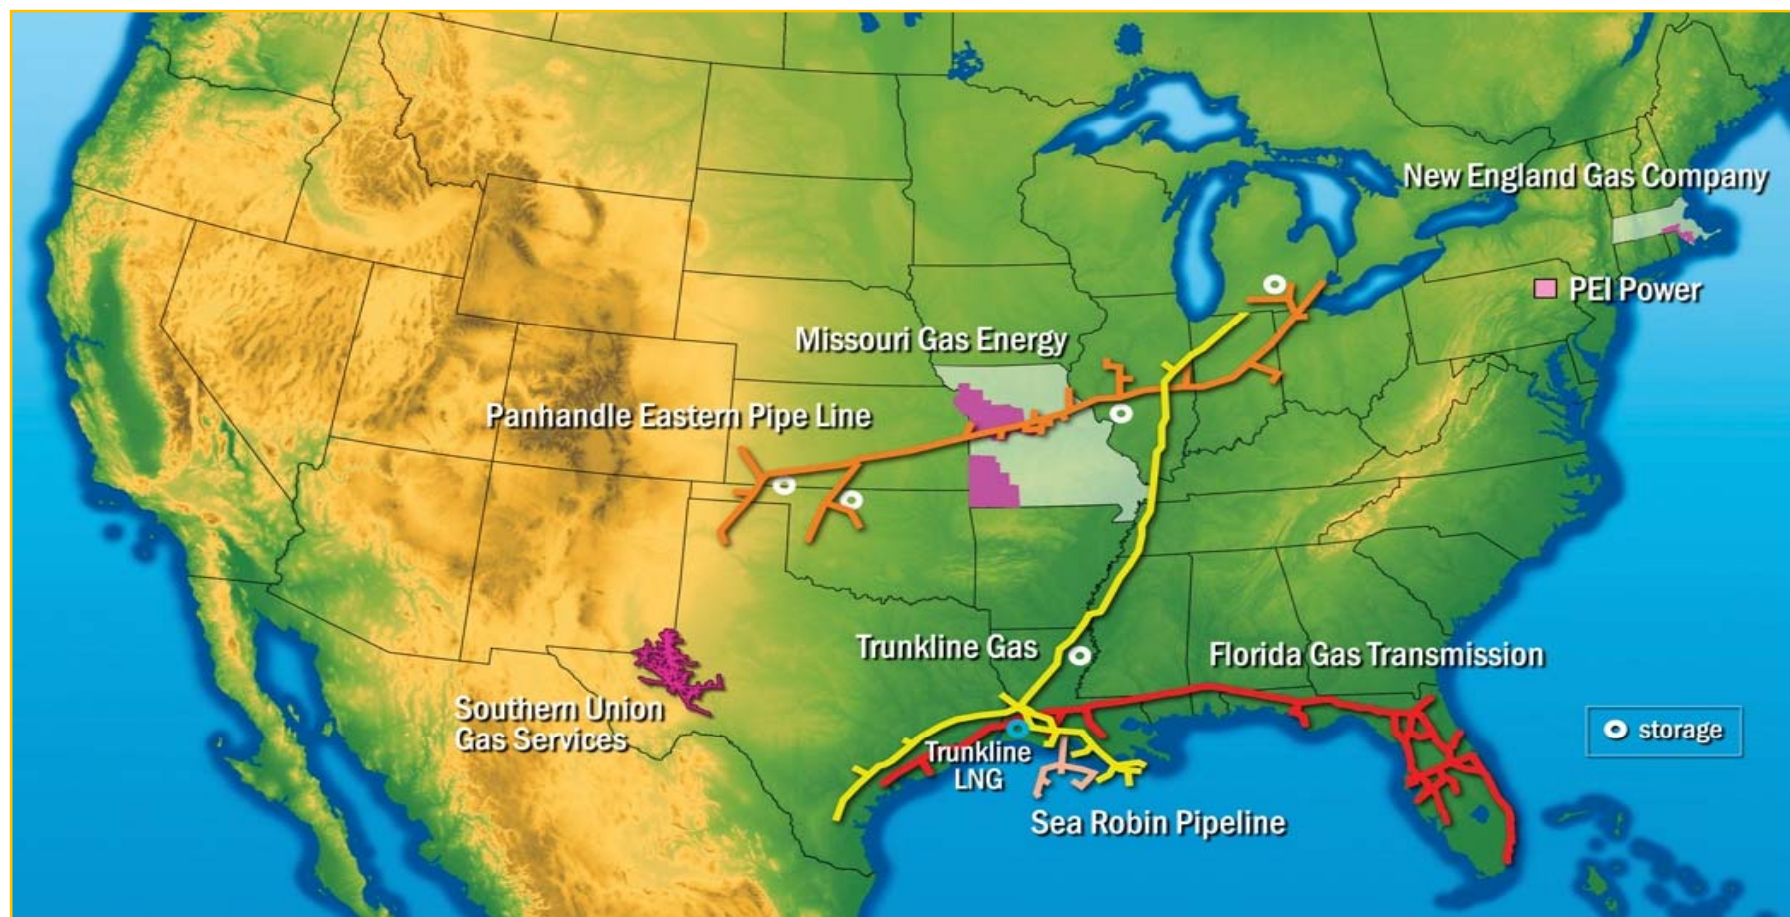 New England Gas Company
PEI Power
Missouri Gas Energy
Panhandle Eastern Pipe Line
Trunkline Gas
Florida Gas Transmission
Southern Union
Gas Services
storage
Trunkline
LNG
Sea Robin Pipeline